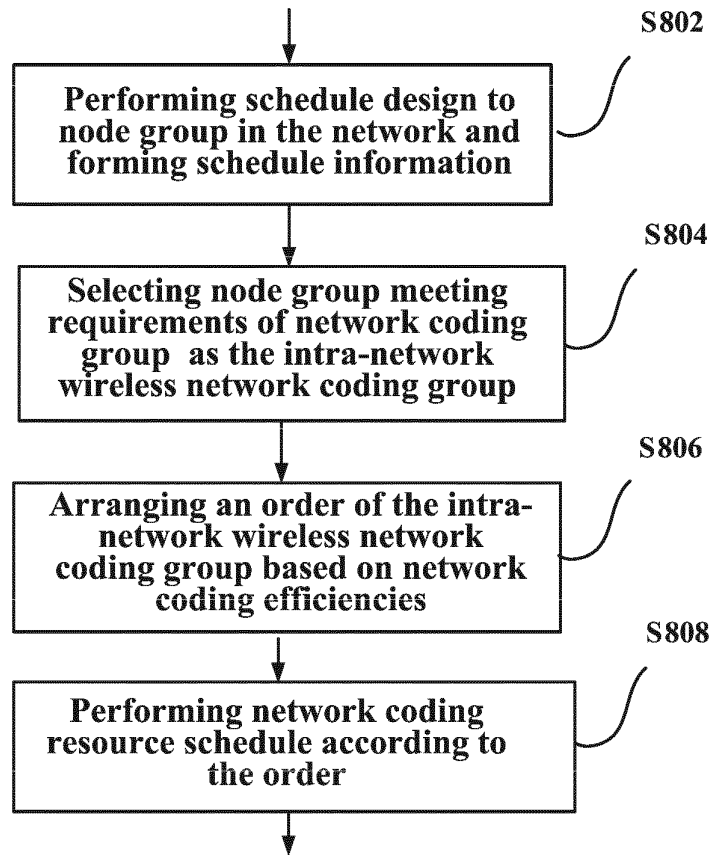 S802
Performing schedule design to
node group in the network and
forming schedule information
S804
Selecting node group meeting
requirements of network coding
group as the intra-network
wireless network coding group
S806
Arranging an order of the intra-
network wireless network
coding group based on network
coding efficiencies
S808
Performing network coding
resource schedule according to
the order